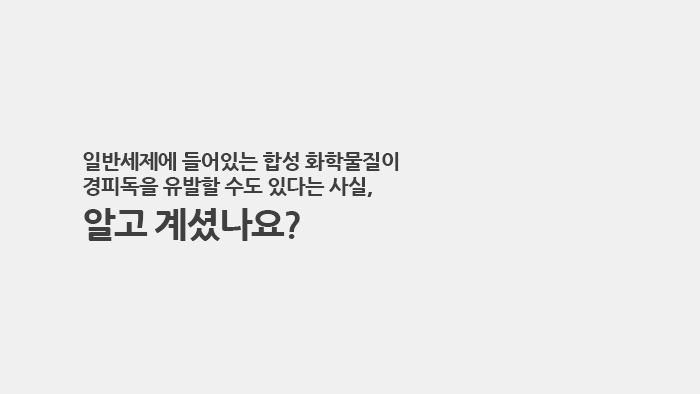 일반세제에 들어있는 합성 화학물질이
경피독을 유발할 수도 있다는 사실,
알고 계셨나요?